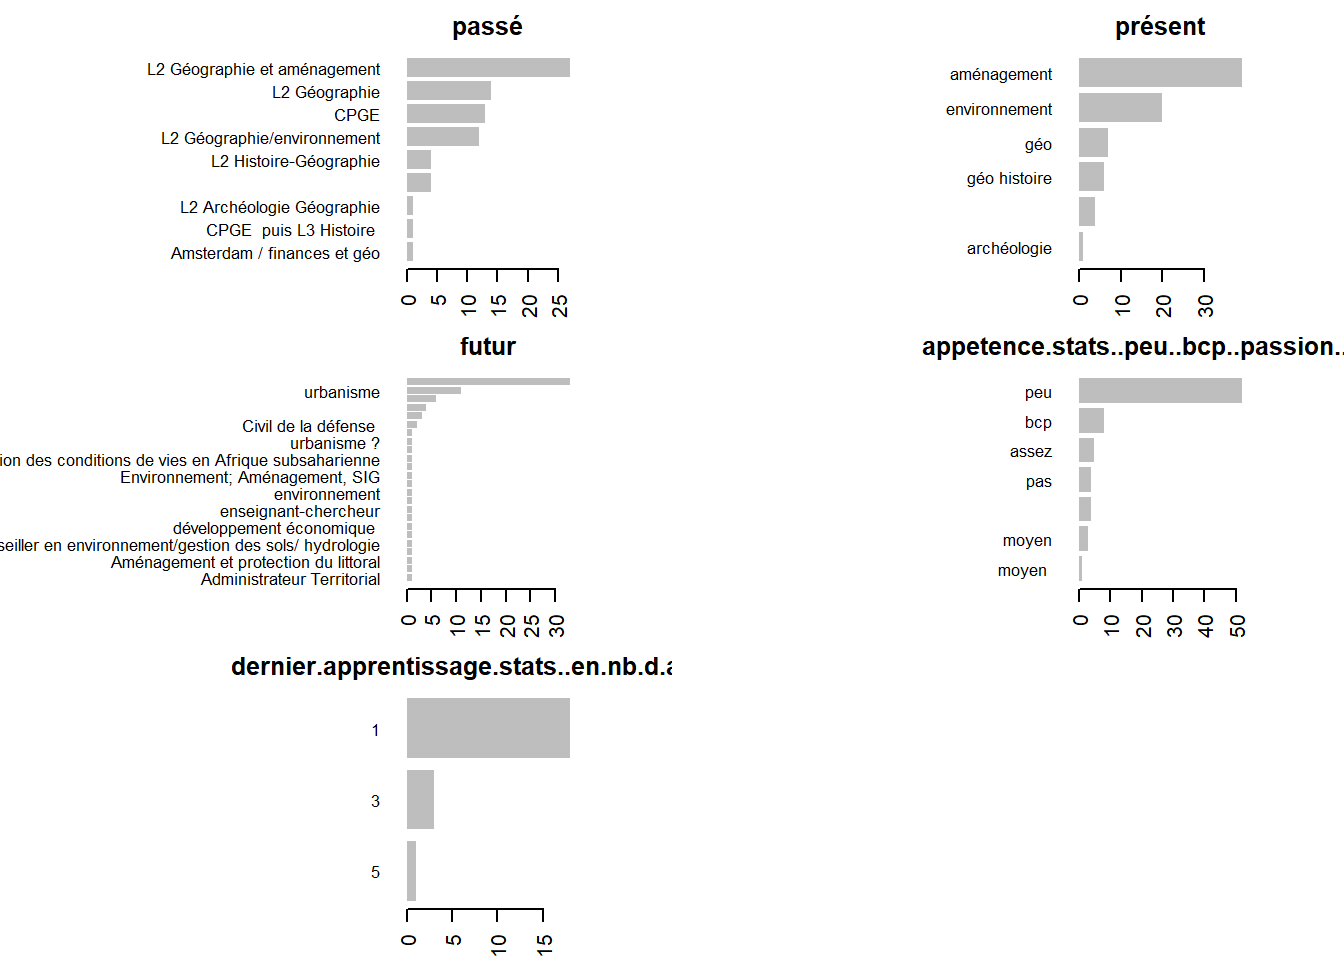 passé
L2 Géographie et aménagement
L2 Géographie
CPGE
L2 Géographie/environnement
L2 Histoire-Géographie
L2 Archéologie Géographie
CPGE  puis L3 Histoire
Amsterdam / finances et géo
0 5 10 15 20 25
présent
aménagement
environnement
géo
géo histoire
archéologie
0 10 20 30
futur
urbanisme
Civil de la défense
urbanisme ?
ion des conditions de vies en Afrique subsaharienne
Environnement; Aménagement, SIG
environnement
enseignant-chercheur
développement économique
seiller en environnement/gestion des sols/ hydrologie
Aménagement et protection du littoral
Administrateur Territorial
0 5 10 15 20 25 30
appetence.stats..peu..bcp..passion..
peu
bcp
assez
pas
moyen
moyen
0 10 20 30 40 50
dernier.apprentissage.stats..en.nb.d.a
1
3
5
0 5 10 15